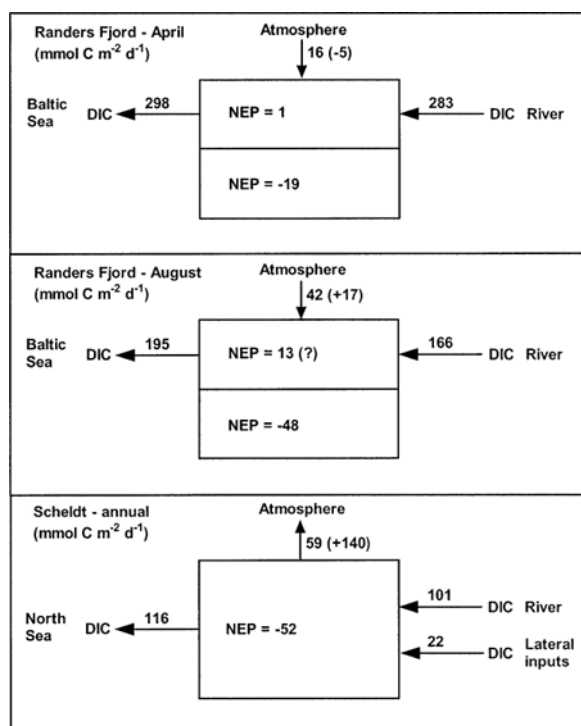 Randers Fjord - April
(mmol C m-2 d-1)
Atmosphere
16 (-5)
Baltic Sea
DIC
298
NEP = 1
283
DIC River
NEP = -19
Randers Fjord - August
(mmol C m-2 d-1)
Atmosphere
42 (+17)
Baltic Sea
DIC
195
NEP = 13 (?)
166
DIC River
NEP = -48
Scheldt - annual
(mmol C m-2 d-1)
Atmosphere
59 (+140)
North Sea
DIC
116
NEP = -52
101
DIC River
22
DIC Lateral inputs